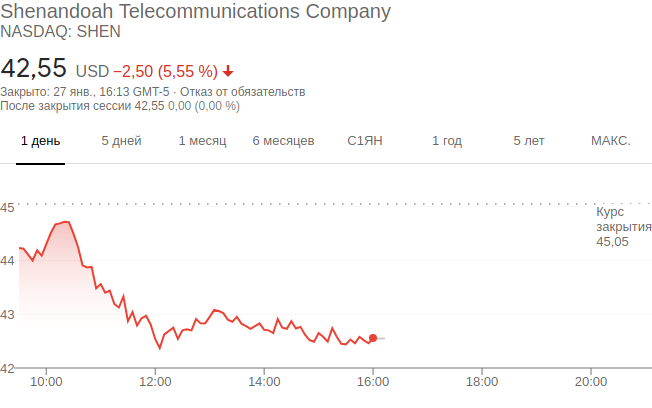 Shenandoah Telecommunications Company
NASDAQ: SHEN
42,55 USD −2,50 (5,55 %)
Закрыто: 27 янв., 16:13 GMT-5 · Отказ от обязательств
После закрытия сессии 42,55 0,00 (0,00 %)
1 день 5 дней 1 месяц 6 месяцев С1ЯН 1 год 5 лет МАКС.
45
Курс
закрытия
45,05
44
43
42
10:00 12:00 14:00 16:00 18:00 20:00